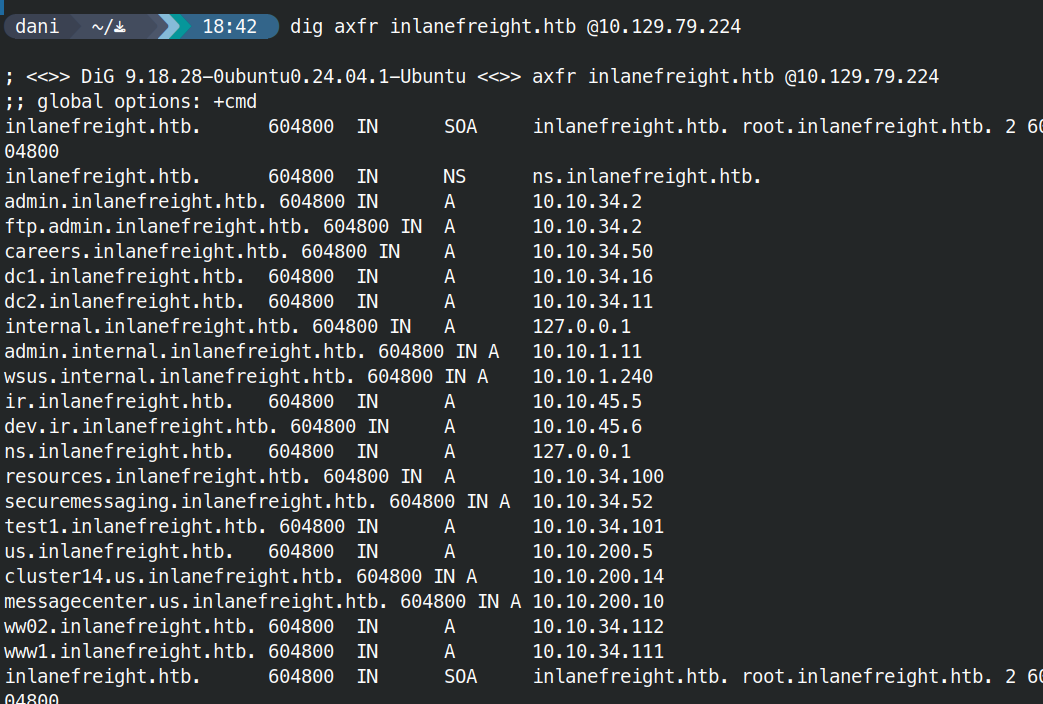 dani ~/ 18:42 dig axfr inlanefreight.htb @10.129.79.224
; <<>> DiG 9.18.28-0ubuntu0.24.04.1-Ubuntu <<>> axfr inlanefreight.htb @10.129.79.224
;; global options: +cmd
inlanefreight.htb. 604800 IN SOA inlanefreight.htb. root.inlanefreight.htb. 2 60
04800
inlanefreight.htb. 604800 IN NS ns.inlanefreight.htb.
admin.inlanefreight.htb. 604800 IN A 10.10.34.2
ftp.admin.inlanefreight.htb. 604800 IN A 10.10.34.2
careers.inlanefreight.htb. 604800 IN A 10.10.34.50
dc1.inlanefreight.htb. 604800 IN A 10.10.34.16
dc2.inlanefreight.htb. 604800 IN A 10.10.34.11
internal.inlanefreight.htb. 604800 IN A 127.0.0.1
admin.internal.inlanefreight.htb. 604800 IN A 10.10.1.11
wsus.internal.inlanefreight.htb. 604800 IN A 10.10.1.240
ir.inlanefreight.htb. 604800 IN A 10.10.45.5
dev.ir.inlanefreight.htb. 604800 IN A 10.10.45.6
ns.inlanefreight.htb. 604800 IN A 127.0.0.1
resources.inlanefreight.htb. 604800 IN A 10.10.34.100
securemessaging.inlanefreight.htb. 604800 IN A 10.10.34.52
test1.inlanefreight.htb. 604800 IN A 10.10.34.101
us.inlanefreight.htb. 604800 IN A 10.10.200.5
cluster14.us.inlanefreight.htb. 604800 IN A 10.10.200.14
messagecenter.us.inlanefreight.htb. 604800 IN A 10.10.200.10
ww02.inlanefreight.htb. 604800 IN A 10.10.34.112
www1.inlanefreight.htb. 604800 IN A 10.10.34.111
inlanefreight.htb. 604800 IN SOA inlanefreight.htb. root.inlanefreight.htb. 2 60
04800